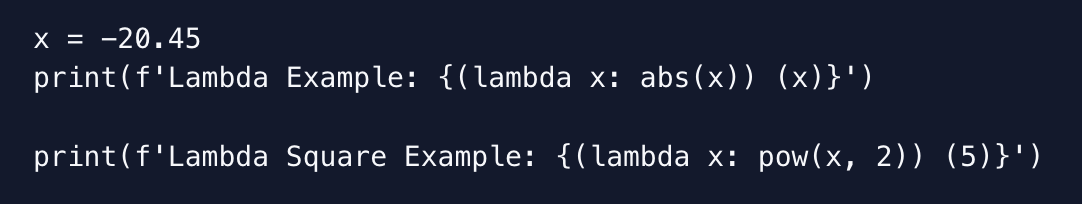 x = -20.45
print(f'Lambda Example: {(lambda x: abs(x)) (x)}')
print(f'Lambda Square Example: {(lambda x: pow(x, 2)) (5)}')